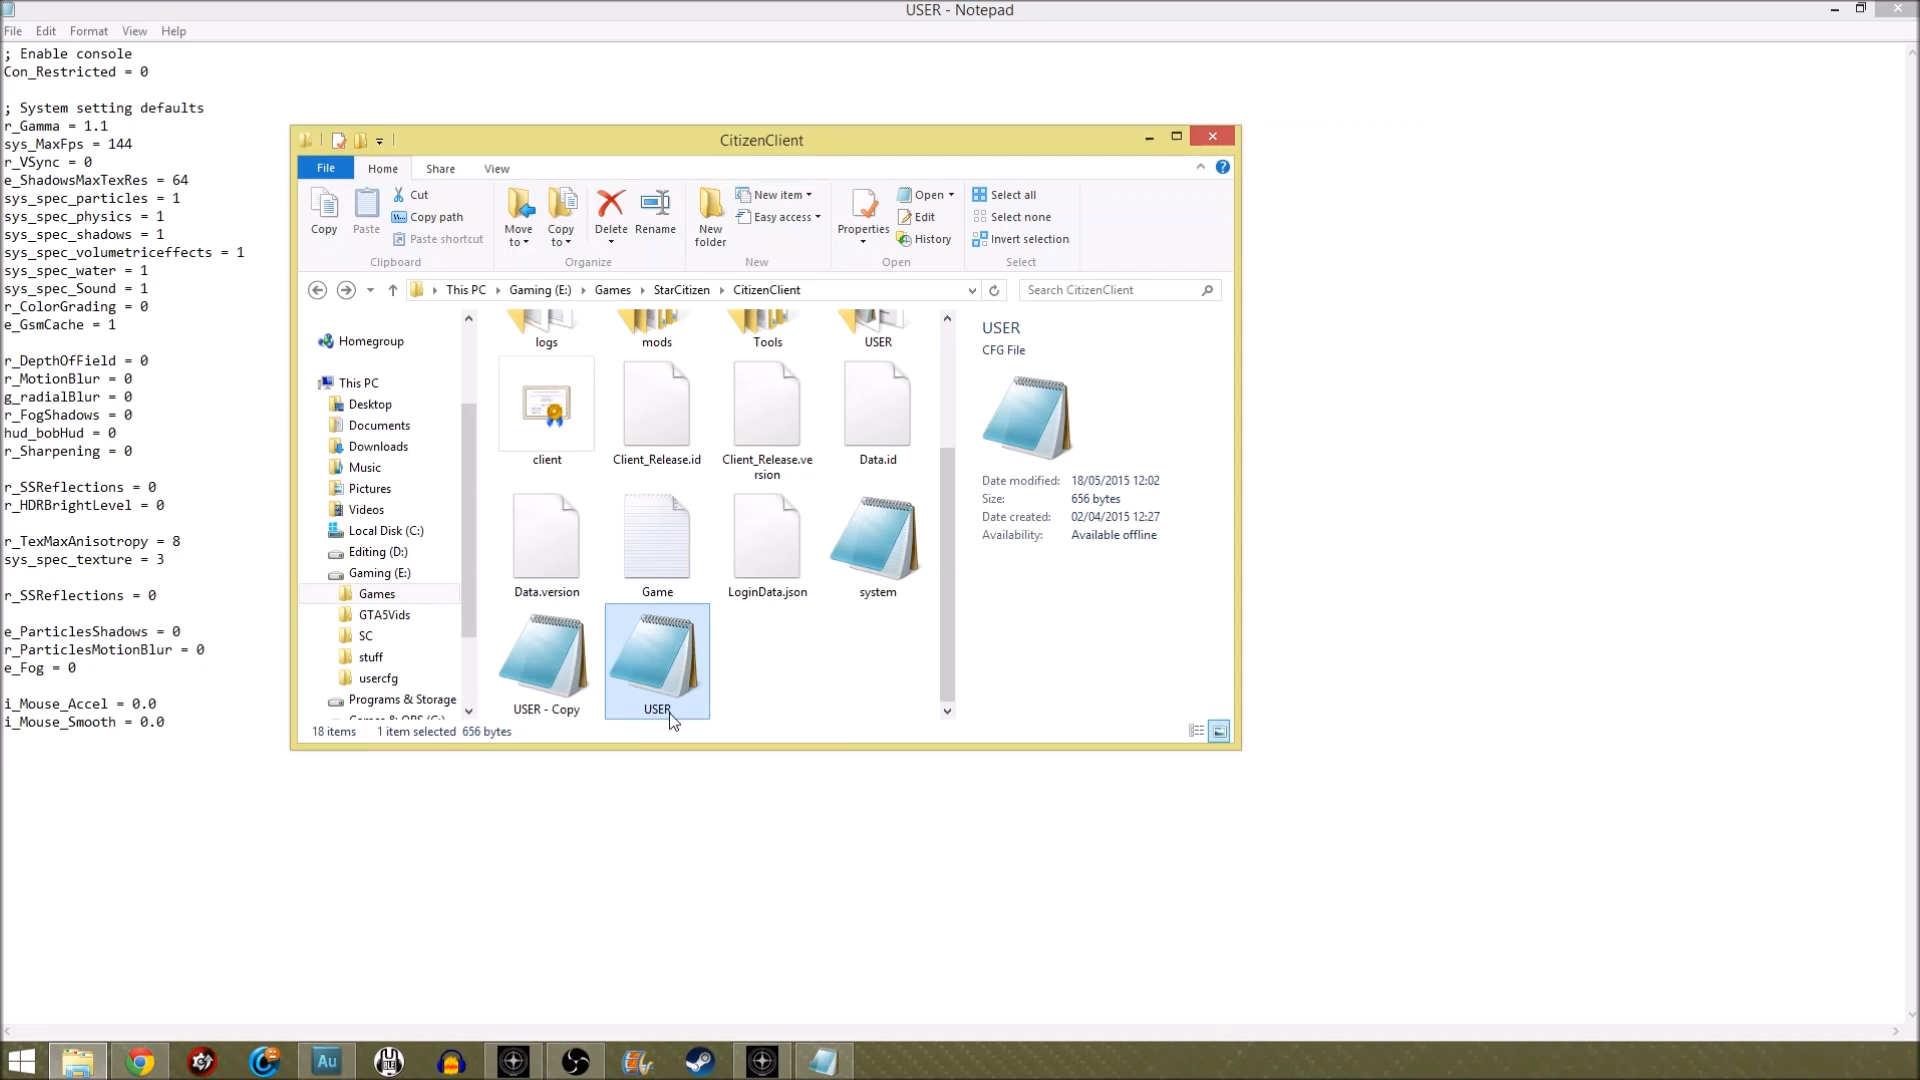 USER - Notepad
File Edit Format View Help
; Enable console
Con_Restricted = 0
; System setting defaults
r_Gamma = 1.1
sys_MaxFps = 144
r_VSync = 0
e_ShadowsMaxTexRes = 64
sys_spec_particles = 1
sys_spec_physics = 1
sys_spec_shadows = 1
sys_spec_volumetriceffects = 1
sys_spec_water = 1
sys_spec_Sound = 1
r_ColorGrading = 0
e_GsmCache = 1
r_DepthOfField = 0
r_MotionBlur = 0
g_radialBlur = 0
r_FogShadows = 0
hud_bobHud = 0
r_Sharpening = 0
r_SSReflections = 0
r_HDRBrightLevel = 0
r_TexMaxAnisotropy = 8
sys_spec_texture = 3
r_SSReflections = 0
e_ParticlesShadows = 0
r_ParticlesMotionBlur = 0
e_Fog = 0
i_Mouse_Accel = 0.0
i_Mouse_Smooth = 0.0
CitizenClient
File Home Share View
Copy
Paste
Cut
Copy path
Paste shortcut
Clipboard
Move to
Copy to
Delete
Rename
Organize
New folder
New item
Easy access
New
Properties
Open
Edit
History
Open
Select all
Select none
Invert selection
Select
This PC Gaming (E:) Games StarCitizen CitizenClient
Search CitizenClient
Homegroup
This PC
Desktop
Documents
Downloads
Music
Pictures
Videos
Local Disk (C:)
Editing (D:)
Gaming (E:)
Games
GTA5Vids
SC
stuff
usercfg
Programs & Storage
logs mods Tools USER
client Client_Release.id Client_Release.ve Data.id
rsion
Data.version Game LoginData.json system
USER - Copy USER
USER
CFG File
Date modified: 18/05/2015 12:02
Size: 656 bytes
Date created: 02/04/2015 12:27
Availability: Available offline
18 items 1 item selected 656 bytes
Au